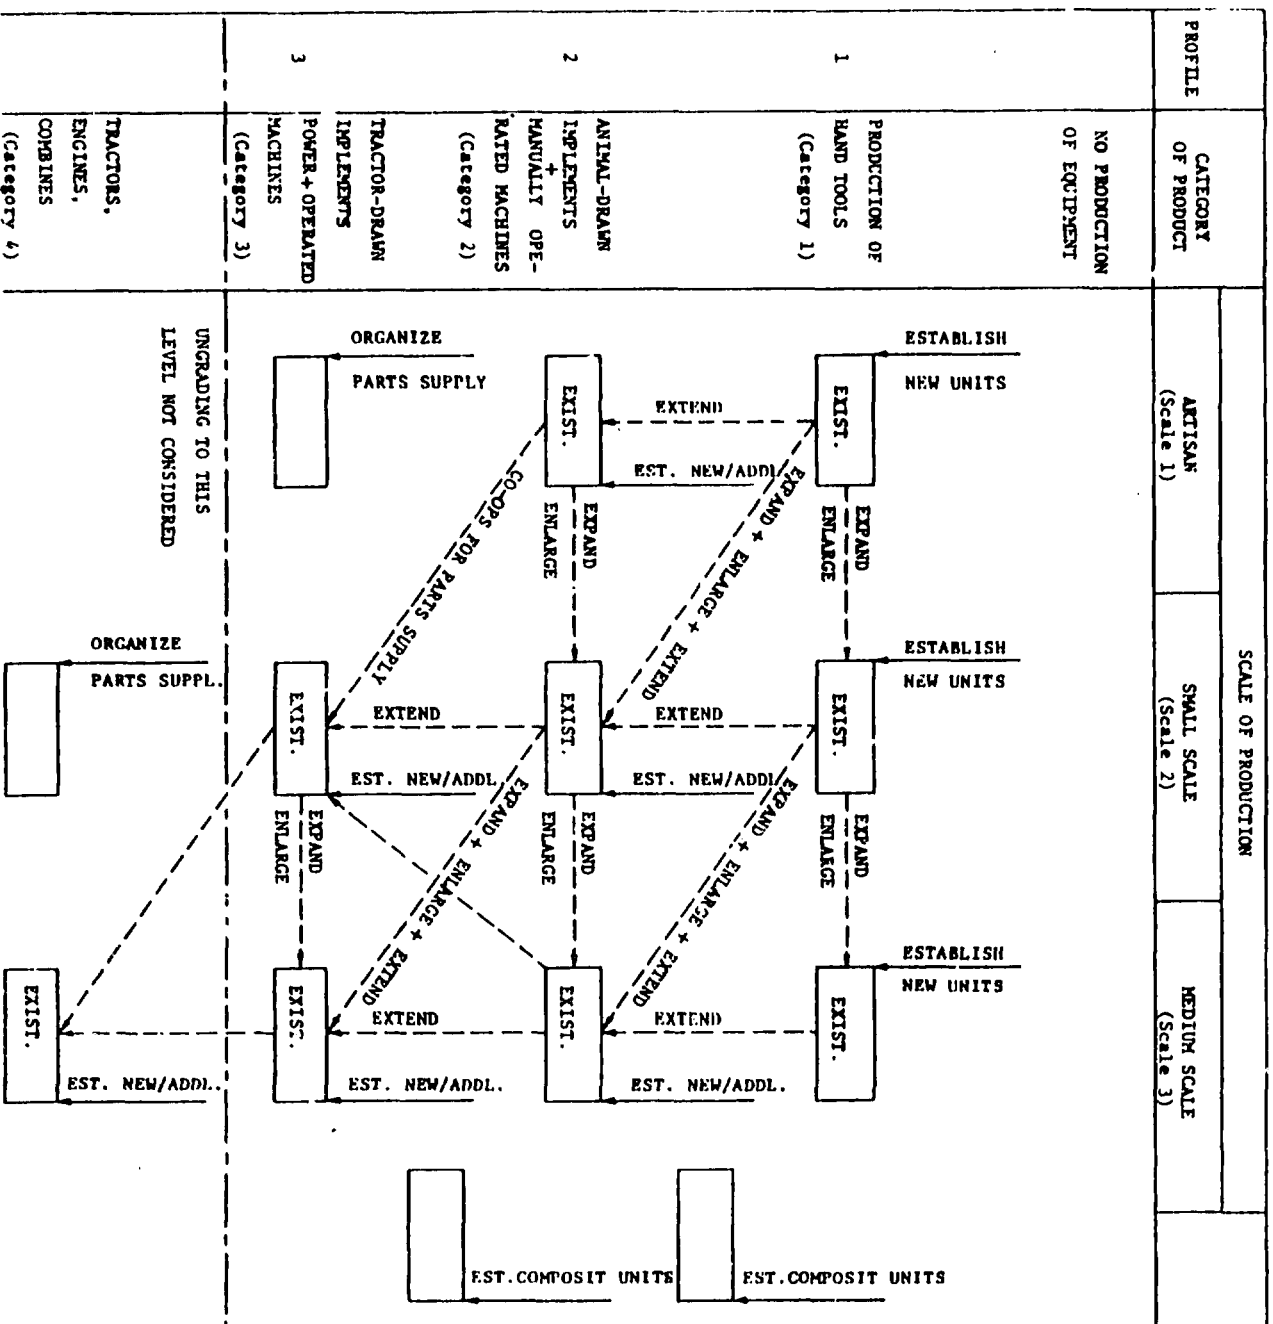 SCALE OF PRODUCTION
PROFILE
CATEGORY
OF PRODUCT
ARTISAN
(Scale 1)
SMALL SCALE
(Scale 2)
MEDIUM SCALE
(Scale 3)
NO PRODUCTION
OF EQUIPMENT
ESTABLISH
NEW UNITS
ESTABLISH
NEW UNITS
ESTABLISH
NEW UNITS
1
PRODUCTION OF
HAND TOOLS
(Category 1)
EXIST.
EXPAND
ENLARGE
EXIST.
EXPAND
ENLARGE
EXIST.
EXTEND
EST. NEW/ADDL.
EXPAND + ENLARGE + EXTEND
EXTEND
EST. NEW/ADDL.
EXPAND + ENLARGE + EXTEND
EXTEND
EST. NEW/ADDL.
EST.COMPOSIT UNITS
2
ANIMAL-DRAWN
IMPLEMENTS
+
MANUALLY OPE-
RATED MACHINES
(Category 2)
EXIST.
EXPAND
ENLARGE
EXIST.
EXPAND
ENLARGE
EXIST.
ORGANIZE
PARTS SUPPLY
CO-OPS FOR PARTS SUPPLY
EXTEND
EST. NEW/ADDL.
EXPAND + ENLARGE + EXTEND
EXTEND
EST. NEW/ADDL.
EST.COMPOSIT UNITS
3
TRACTOR-DRAWN
IMPLEMENTS
POWER+OPERATED
MACHINES
(Category 3)
EXIST.
EXPAND
ENLARGE
EXIST.
UNGRADING TO THIS
LEVEL NOT CONSIDERED
ORGANIZE
PARTS SUPPL.
EST. NEW/ADDL.
TRACTORS,
ENGINES,
COMBINES
(Category 4)
EXIST.